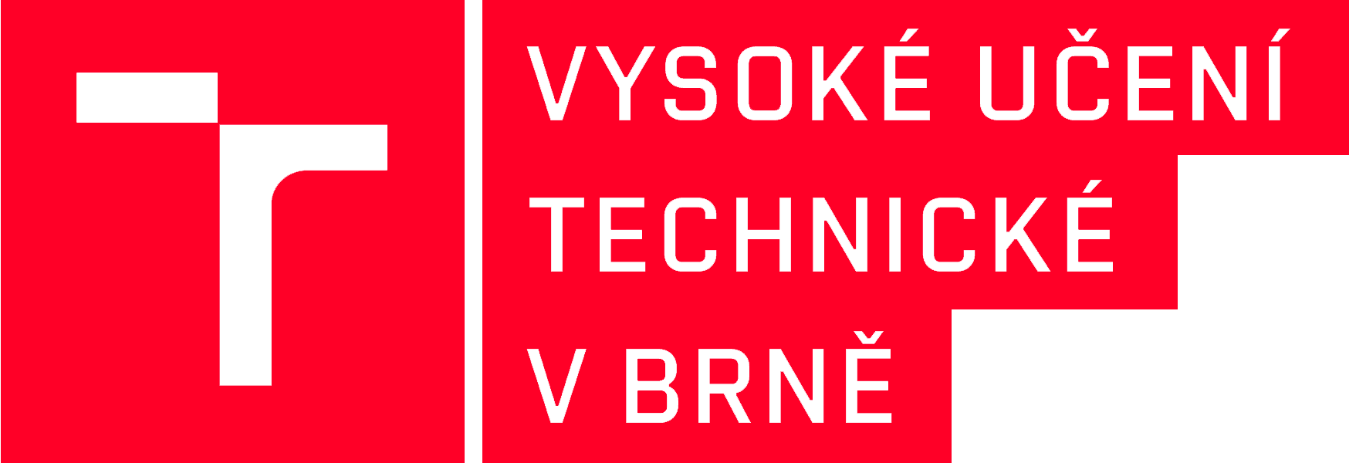 VYSOKÉ UČENÍ
TECHNICKÉ
V BRNĚ